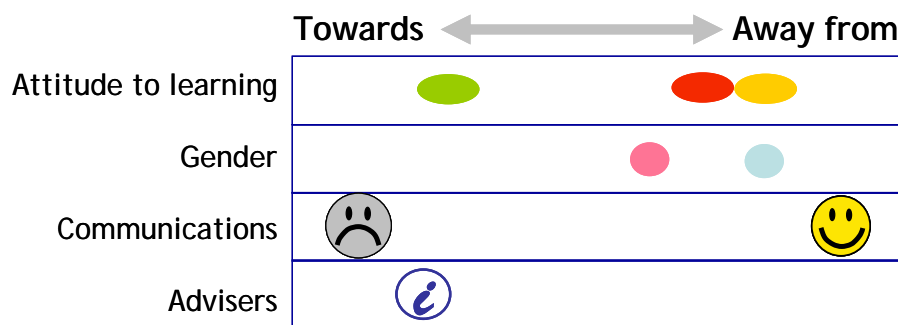 Towards Away from
Attitude to learning
Gender
Communications
Advisers
i